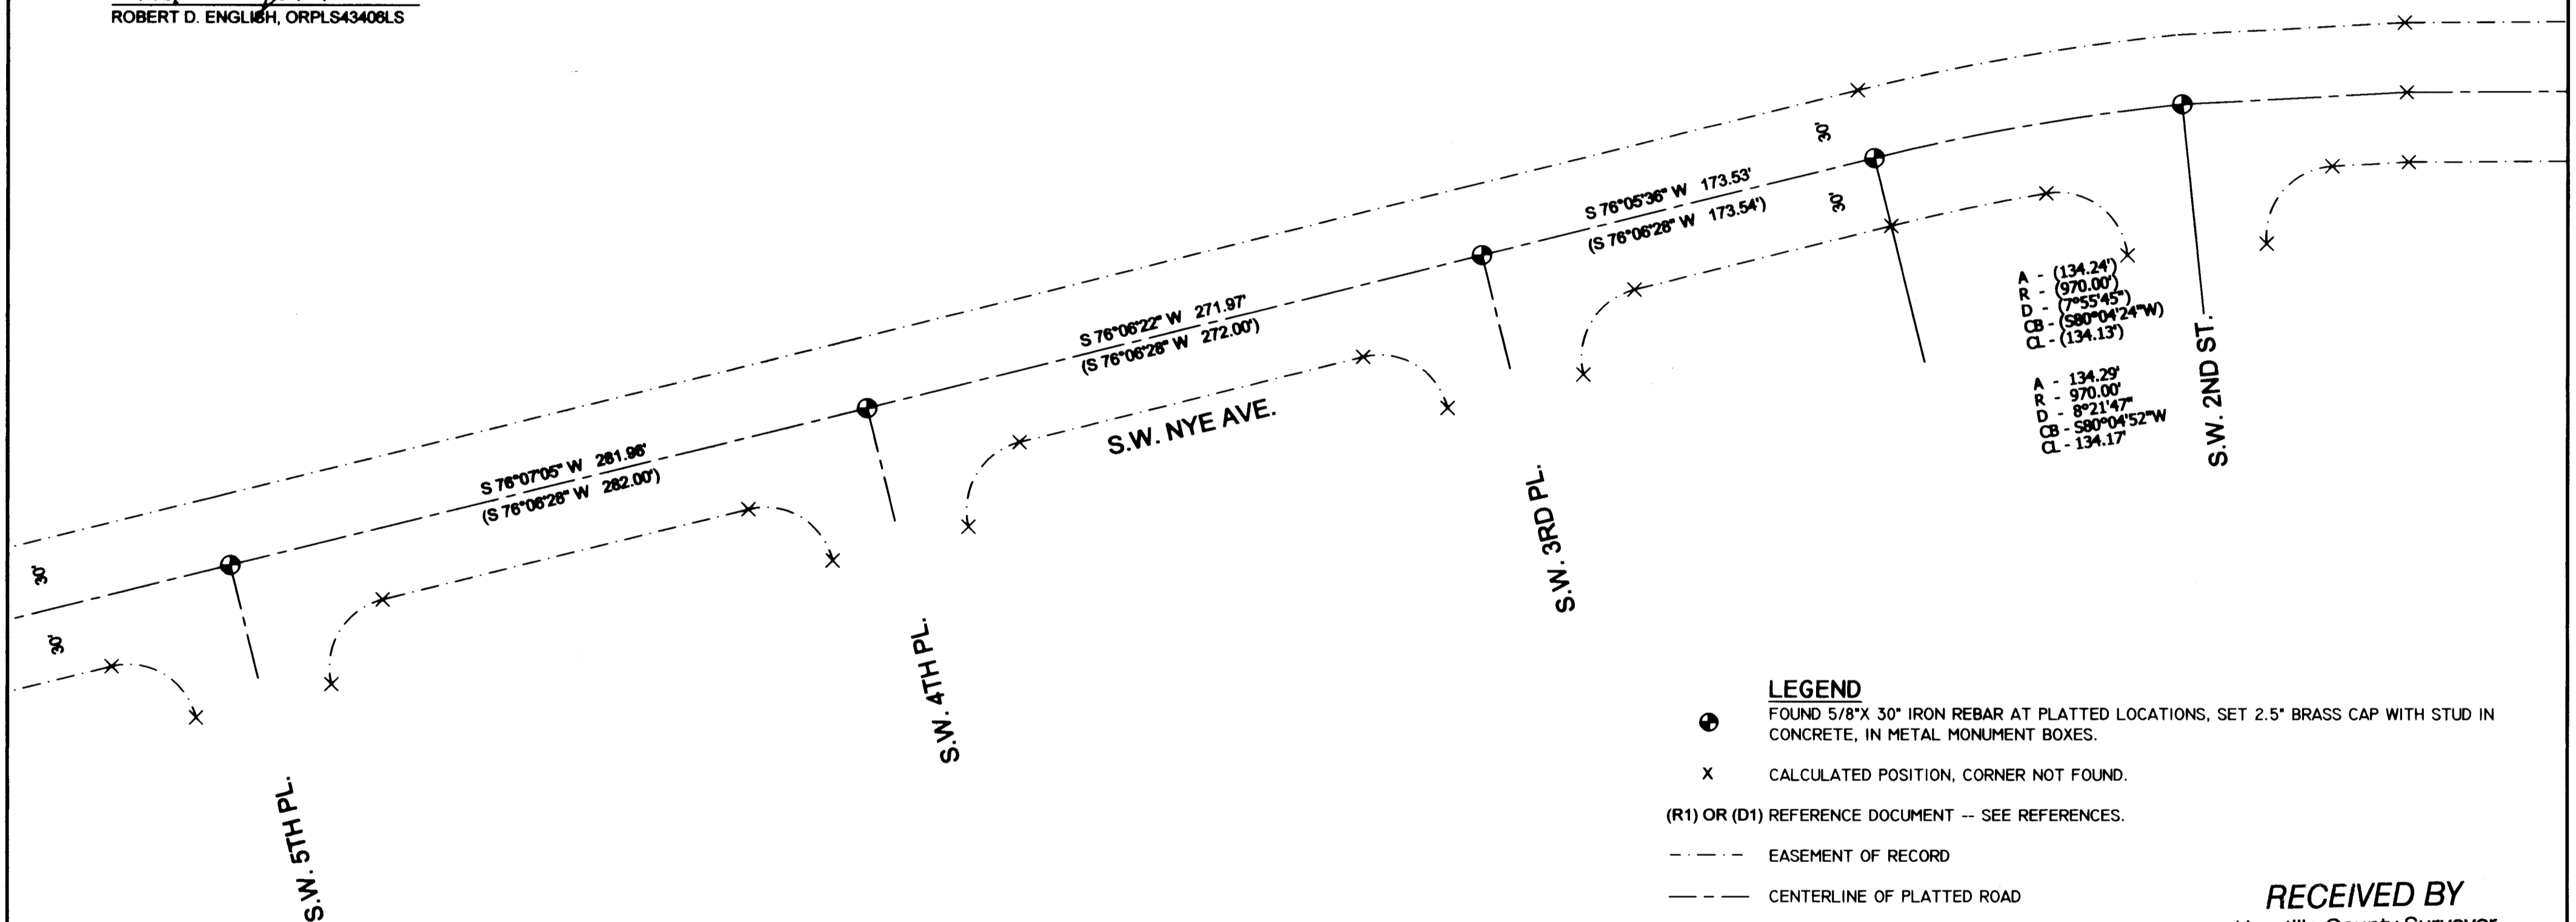 ROBERT D. ENGLISH, ORPLS43408LS
30'
30'
S 76°05'36" W 173.53'
(S 76°06'28" W 173.54')
S 76°06'22" W 271.97'
(S 76°06'28" W 272.00')
S.W. NYE AVE.
S 76°07'05" W 281.96'
(S 76°06'28" W 282.00')
30'
30'
A - (134.24')
R - (970.00')
D - (7°55'45")
CB - (S80°04'24"W)
CL - (134.13')
A - 134.29'
R - 970.00'
D - 8°21'47"
CB - S80°04'52"W
CL - 134.17'
S.W. 2ND ST.
S.W. 3RD PL.
S.W. 4TH PL.
S.W. 5TH PL.
LEGEND
FOUND 5/8"X 30" IRON REBAR AT PLATTED LOCATIONS, SET 2.5" BRASS CAP WITH STUD IN
CONCRETE, IN METAL MONUMENT BOXES.
X CALCULATED POSITION, CORNER NOT FOUND.
(R1) OR (D1) REFERENCE DOCUMENT -- SEE REFERENCES.
EASEMENT OF RECORD
CENTERLINE OF PLATTED ROAD
RECEIVED BY
County Surveyor